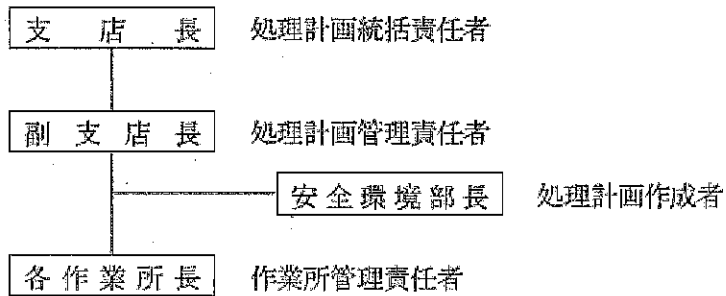 支店長 処理計画統括責任者
副支店長 処理計画管理責任者
安全環境部長 処理計画作成者
各作業所長 作業所管理責任者